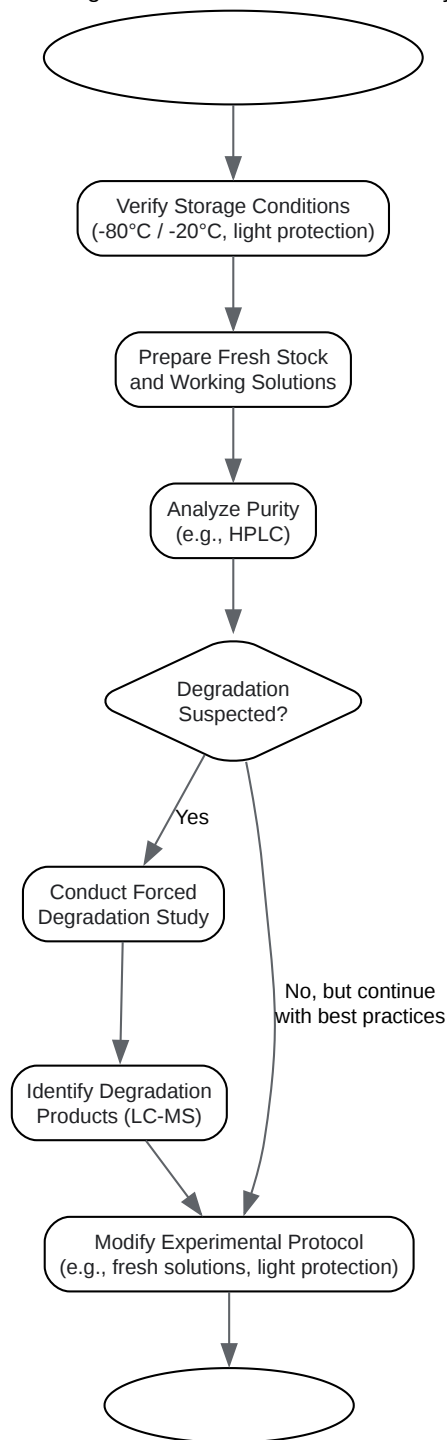 Verify Storage Conditions
(-80°C / -20°C, light protection)
Prepare Fresh Stock
and Working Solutions
Analyze Purity
(e.g., HPLC)
Degradation
Suspected?
Yes
Conduct Forced
Degradation Study
No, but continue
with best practices
Identify Degradation
Products (LC-MS)
Modify Experimental Protocol
(e.g., fresh solutions, light protection)